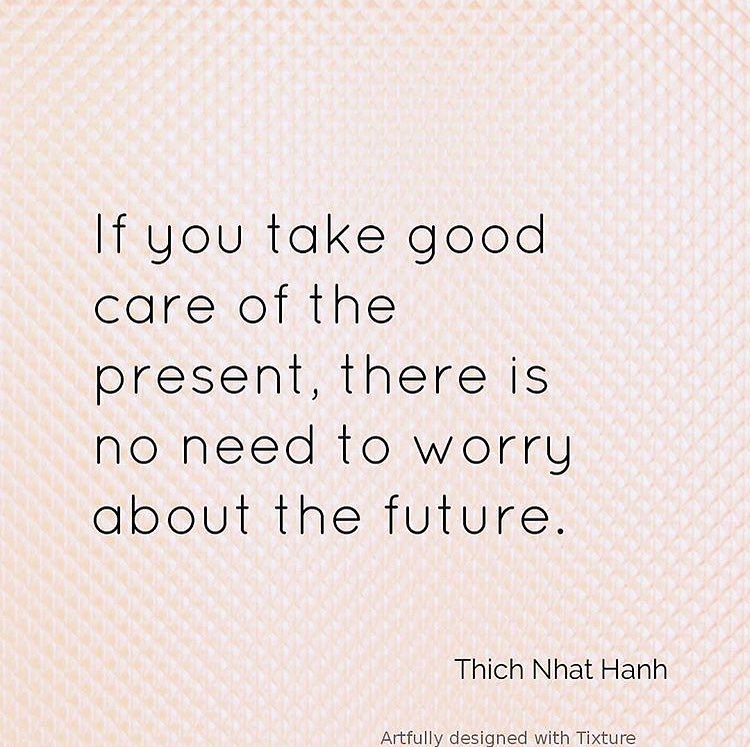 If you take good
care of the
present, there is
no need to worry
about the future.
Thich Nhat Hanh
Artfully designed with Tixture